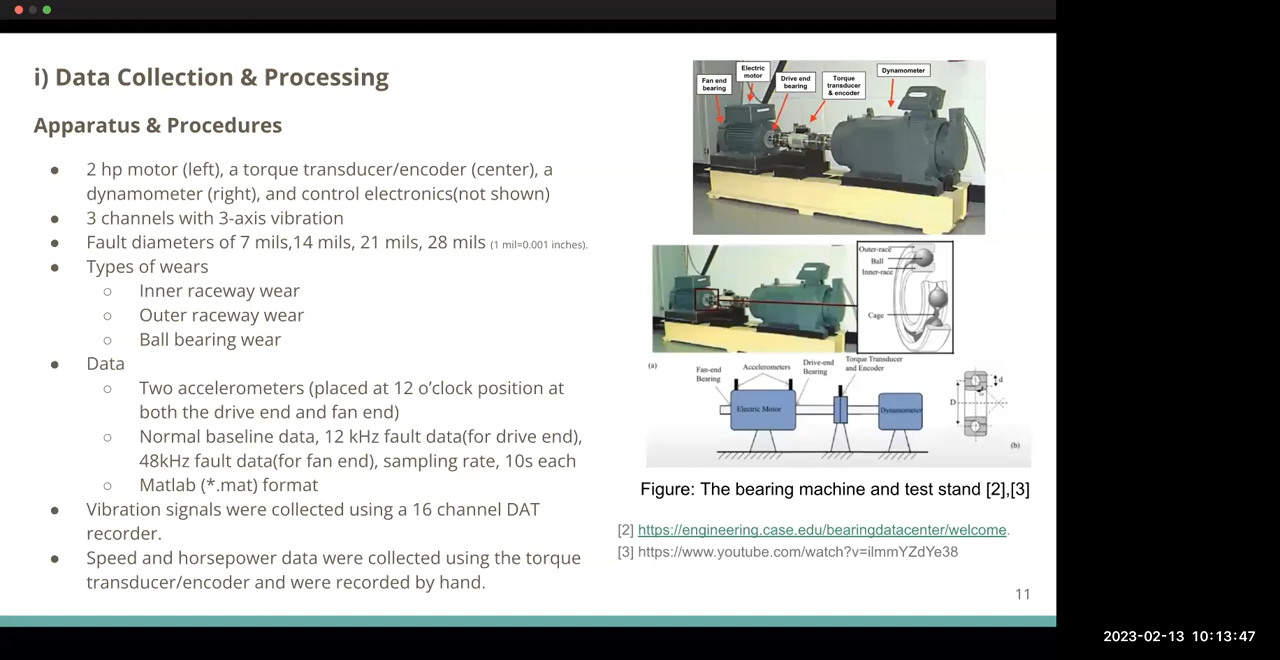 i) Data Collection & Processing
Apparatus & Procedures
● 2 hp motor (left), a torque transducer/encoder (center), a
dynamometer (right), and control electronics(not shown)
● 3 channels with 3-axis vibration
● Fault diameters of 7 mils,14 mils, 21 mils, 28 mils (1 mil=0.001 inches).
● Types of wears
○ Inner raceway wear
○ Outer raceway wear
○ Ball bearing wear
● Data
○ Two accelerometers (placed at 12 o’clock position at
both the drive end and fan end)
○ Normal baseline data, 12 kHz fault data(for drive end),
48kHz fault data(for fan end), sampling rate, 10s each
○ Matlab (*.mat) format
● Vibration signals were collected using a 16 channel DAT
recorder.
● Speed and horsepower data were collected using the torque
transducer/encoder and were recorded by hand.
Fan end
bearing
Electric
motor
Drive end
bearing
Torque
transducer
& encoder
Dynamometer
Outer-race
Ball
Inner-race
Cage
(a)
Fan-end
Bearing
Accelerometers
Drive-end
Bearing
Torque Transducer
and Encoder
Electric Motor
Dynamometer
D
d
(b)
Figure: The bearing machine and test stand [2],[3]
[2] https://engineering.case.edu/bearingdatacenter/welcome.
[3] https://www.youtube.com/watch?v=ilmmYZdYe38
11
2023-02-13 10:13:47